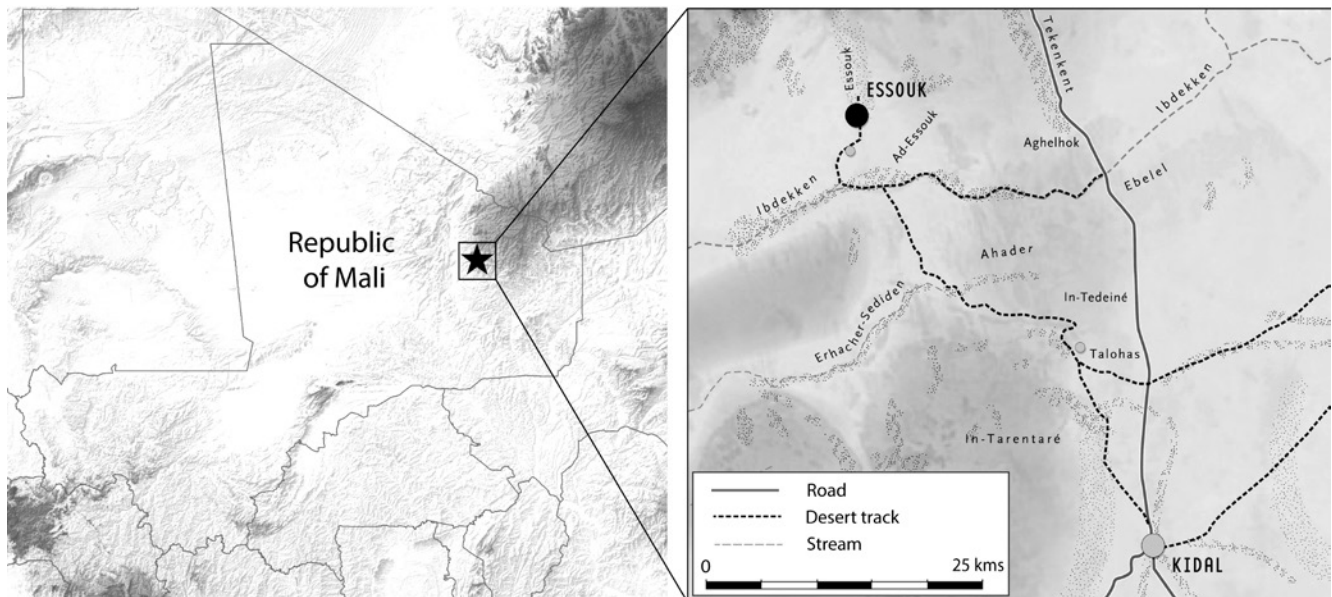 Republic
of Mali
Essouk
ESSOUK
Tekenkent
Ibdekken
Ad-Essouk
Aghelhok
Ebelel
Ibdekken
Ahader
In-Tedeiné
Erhacher-Sediden
Talohas
In-Tarentaré
Road
Desert track
Stream
0 25 kms
KIDAL